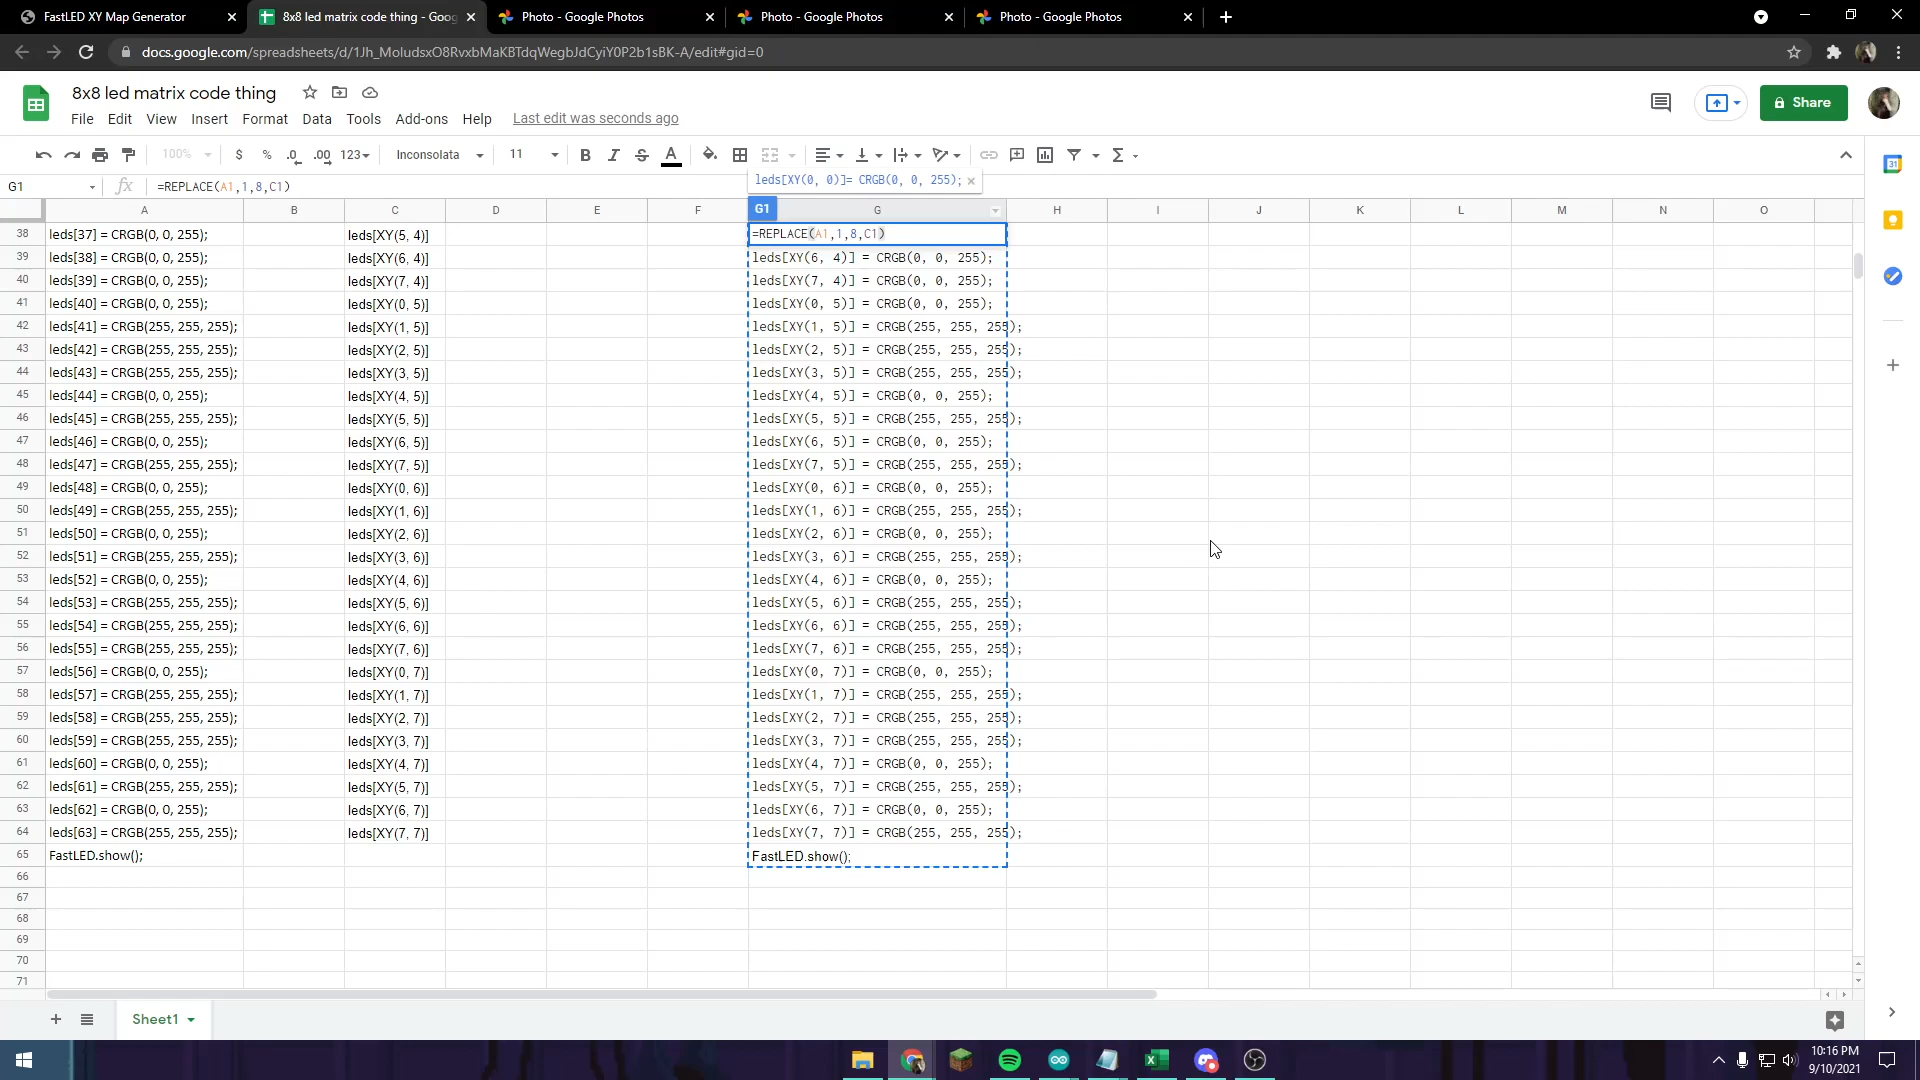 FastLED XY Map Generator
8x8 led matrix code thing - Goog
Photo - Google Photos
Photo - Google Photos
Photo - Google Photos
docs.google.com/spreadsheets/d/1Jh_MoludsxO8RvxbMaKBTdqWegbJdCyiY0P2b1sBK-A/edit#gid=0
8x8 led matrix code thing
File Edit View Insert Format Data Tools Add-ons Help Last edit was seconds ago
Share
100% $ % .0 .00 123 Inconsolata 11 B I S A
G1 fx =REPLACE(A1,1,8,C1)
leds[XY(0, 0)]= CRGB(0, 0, 255); ×
G1
A B C D E F G H I J K L M N O
38 leds[37] = CRGB(0, 0, 255); leds[XY(5, 4)] =REPLACE(A1,1,8,C1)
39 leds[38] = CRGB(0, 0, 255); leds[XY(6, 4)] leds[XY(6, 4)] = CRGB(0, 0, 255);
40 leds[39] = CRGB(0, 0, 255); leds[XY(7, 4)] leds[XY(7, 4)] = CRGB(0, 0, 255);
41 leds[40] = CRGB(0, 0, 255); leds[XY(0, 5)] leds[XY(0, 5)] = CRGB(0, 0, 255);
42 leds[41] = CRGB(255, 255, 255); leds[XY(1, 5)] leds[XY(1, 5)] = CRGB(255, 255, 255);
43 leds[42] = CRGB(255, 255, 255); leds[XY(2, 5)] leds[XY(2, 5)] = CRGB(255, 255, 255);
44 leds[43] = CRGB(255, 255, 255); leds[XY(3, 5)] leds[XY(3, 5)] = CRGB(255, 255, 255);
45 leds[44] = CRGB(0, 0, 255); leds[XY(4, 5)] leds[XY(4, 5)] = CRGB(0, 0, 255);
46 leds[45] = CRGB(255, 255, 255); leds[XY(5, 5)] leds[XY(5, 5)] = CRGB(255, 255, 255);
47 leds[46] = CRGB(0, 0, 255); leds[XY(6, 5)] leds[XY(6, 5)] = CRGB(0, 0, 255);
48 leds[47] = CRGB(255, 255, 255); leds[XY(7, 5)] leds[XY(7, 5)] = CRGB(255, 255, 255);
49 leds[48] = CRGB(0, 0, 255); leds[XY(0, 6)] leds[XY(0, 6)] = CRGB(0, 0, 255);
50 leds[49] = CRGB(255, 255, 255); leds[XY(1, 6)] leds[XY(1, 6)] = CRGB(255, 255, 255);
51 leds[50] = CRGB(0, 0, 255); leds[XY(2, 6)] leds[XY(2, 6)] = CRGB(0, 0, 255);
52 leds[51] = CRGB(255, 255, 255); leds[XY(3, 6)] leds[XY(3, 6)] = CRGB(255, 255, 255);
53 leds[52] = CRGB(0, 0, 255); leds[XY(4, 6)] leds[XY(4, 6)] = CRGB(0, 0, 255);
54 leds[53] = CRGB(255, 255, 255); leds[XY(5, 6)] leds[XY(5, 6)] = CRGB(255, 255, 255);
55 leds[54] = CRGB(255, 255, 255); leds[XY(6, 6)] leds[XY(6, 6)] = CRGB(255, 255, 255);
56 leds[55] = CRGB(255, 255, 255); leds[XY(7, 6)] leds[XY(7, 6)] = CRGB(255, 255, 255);
57 leds[56] = CRGB(0, 0, 255); leds[XY(0, 7)] leds[XY(0, 7)] = CRGB(0, 0, 255);
58 leds[57] = CRGB(255, 255, 255); leds[XY(1, 7)] leds[XY(1, 7)] = CRGB(255, 255, 255);
59 leds[58] = CRGB(255, 255, 255); leds[XY(2, 7)] leds[XY(2, 7)] = CRGB(255, 255, 255);
60 leds[59] = CRGB(255, 255, 255); leds[XY(3, 7)] leds[XY(3, 7)] = CRGB(255, 255, 255);
61 leds[60] = CRGB(0, 0, 255); leds[XY(4, 7)] leds[XY(4, 7)] = CRGB(0, 0, 255);
62 leds[61] = CRGB(255, 255, 255); leds[XY(5, 7)] leds[XY(5, 7)] = CRGB(255, 255, 255);
63 leds[62] = CRGB(0, 0, 255); leds[XY(6, 7)] leds[XY(6, 7)] = CRGB(0, 0, 255);
64 leds[63] = CRGB(255, 255, 255); leds[XY(7, 7)] leds[XY(7, 7)] = CRGB(255, 255, 255);
65 FastLED.show(); FastLED.show();
66
67
68
69
70
71
Sheet1
10:16 PM
9/10/2021